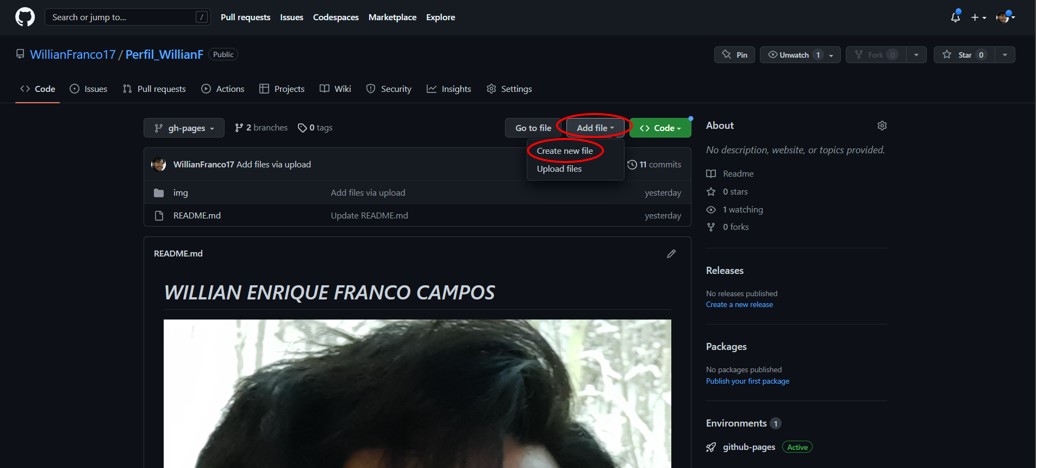 Search or jump to... /
Pull requests Issues Codespaces Marketplace Explore
WillianFranco17 / Perfil_WillianF Public
Pin Unwatch 1 Fork 0 Star 0
Code Issues Pull requests Actions Projects Wiki Security Insights Settings
gh-pages 2 branches 0 tags Go to file Add file Code
Create new file
Upload files
WillianFranco17 Add files via upload 11 commits
img Add files via upload yesterday
README.md Update README.md yesterday
README.md
WILLIAN ENRIQUE FRANCO CAMPOS
About
No description, website, or topics provided.
Readme
0 stars
1 watching
0 forks
Releases
No releases published
Create a new release
Packages
No packages published
Publish your first package
Environments 1
github-pages Active